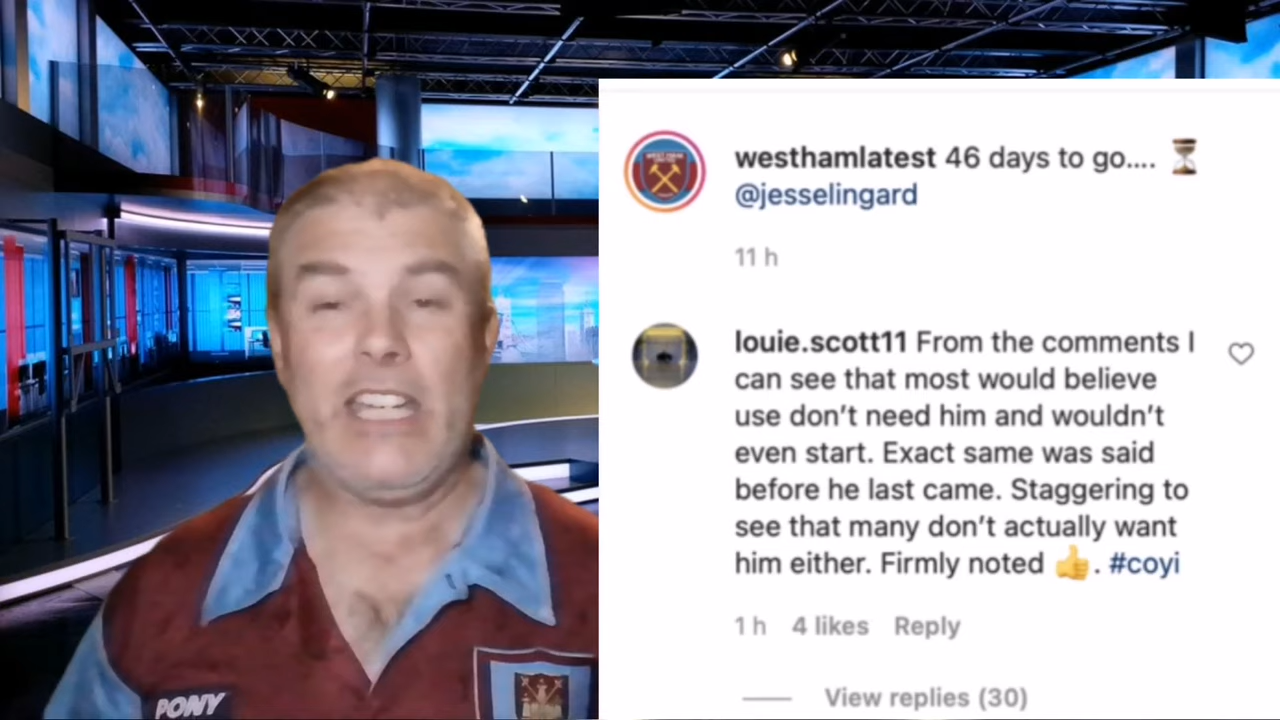 westhamlatest 46 days to go.... ⏳
@jesselingard
11 h
louie.scott11 From the comments I
can see that most would believe
use don’t need him and wouldn’t
even start. Exact same was said
before he last came. Staggering to
see that many don’t actually want
him either. Firmly noted 👍. #coyi
1 h 4 likes Reply
View replies (30)
PONY